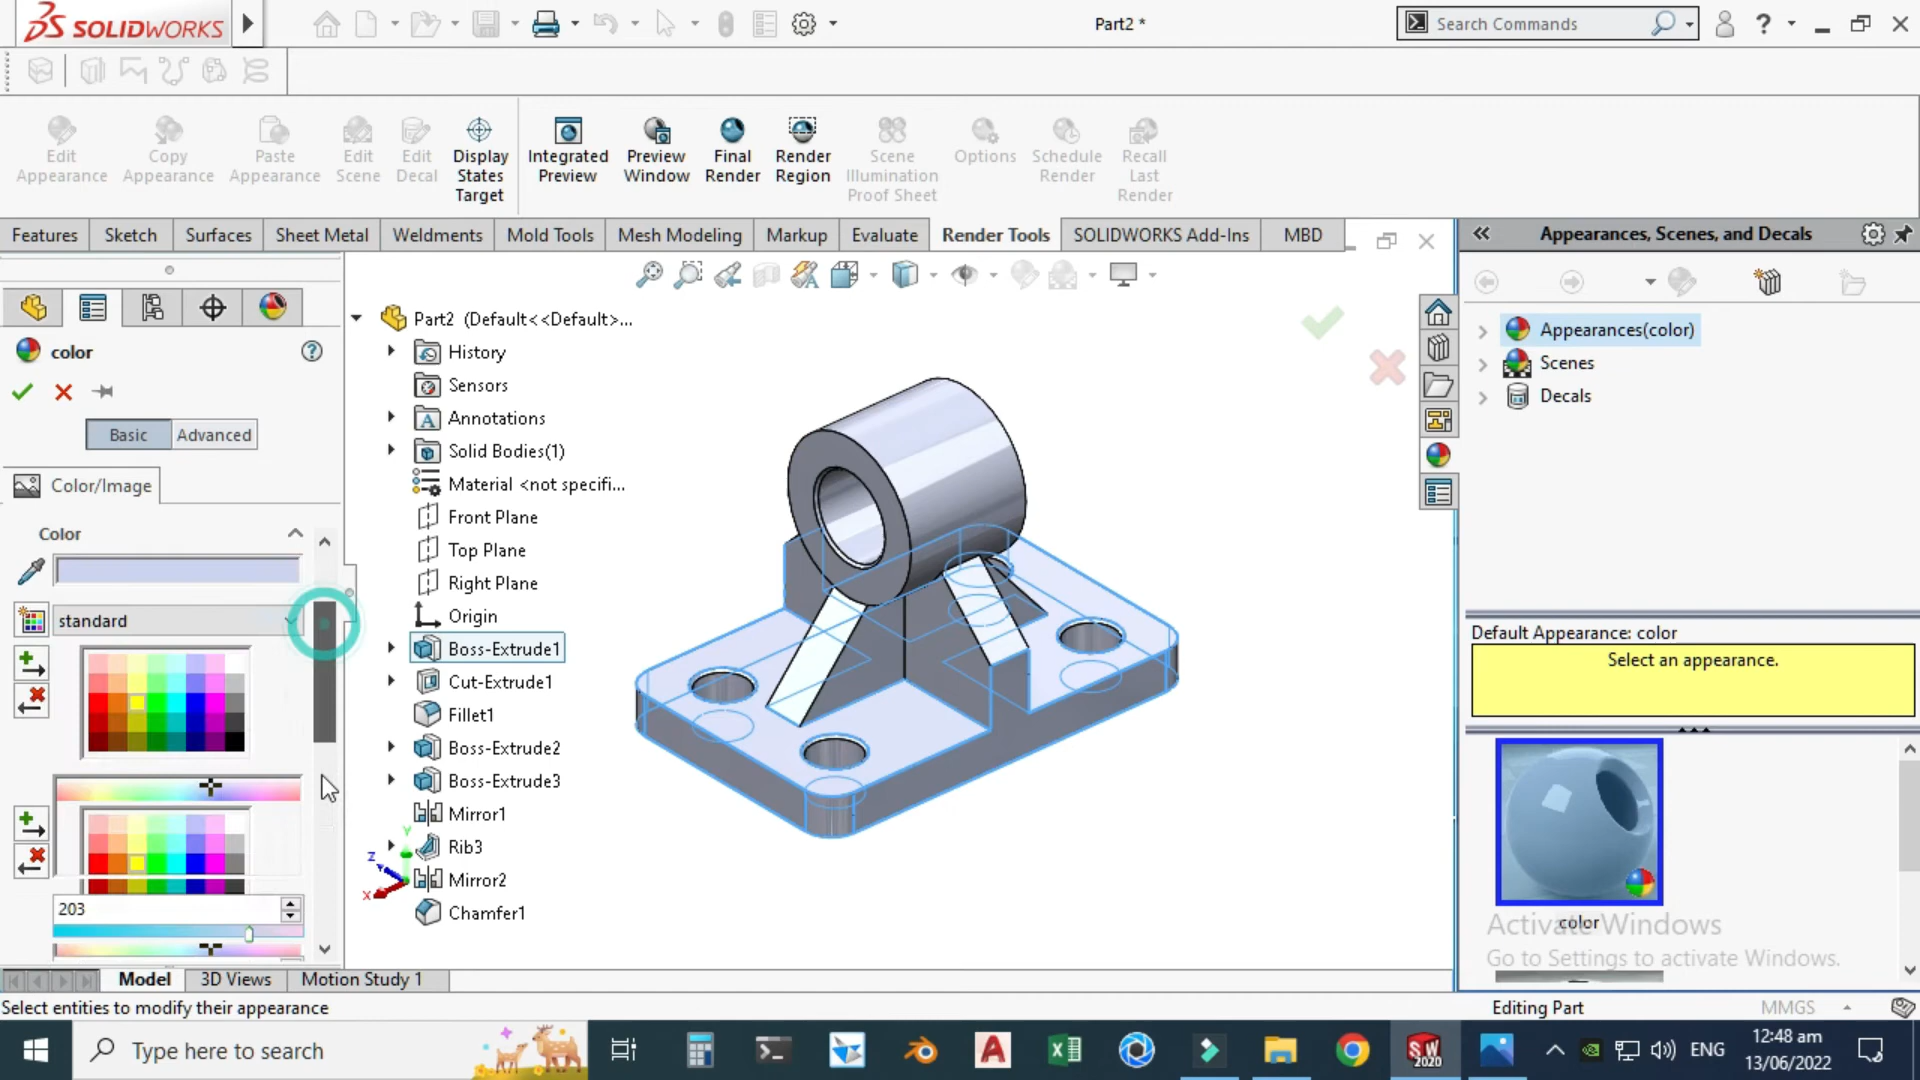 SOLIDWORKS
Part2 *
Search Commands
?
Edit Appearance
Copy Appearance
Paste Appearance
Edit Scene
Edit Decal
Display States Target
Integrated Preview
Preview Window
Final Render
Render Region
Scene Illumination Proof Sheet
Options
Schedule Render
Recall Last Render
Features
Sketch
Surfaces
Sheet Metal
Weldments
Mold Tools
Mesh Modeling
Markup
Evaluate
Render Tools
SOLIDWORKS Add-Ins
MBD
Appearances, Scenes, and Decals
color
?
Basic
Advanced
Color/Image
Color
standard
203
Part2 (Default<<Default>...
History
Sensors
Annotations
Solid Bodies(1)
Material <not specifi...
Front Plane
Top Plane
Right Plane
Origin
Boss-Extrude1
Cut-Extrude1
Fillet1
Boss-Extrude2
Boss-Extrude3
Mirror1
Rib3
Mirror2
Chamfer1
Y
Z
X
Appearances(color)
Scenes
Decals
Default Appearance: color
Select an appearance.
color
Activate Windows
Go to Settings to activate Windows.
Model
3D Views
Motion Study 1
Select entities to modify their appearance
Editing Part
MMGS
Type here to search
SW
2020
ENG
12:48 am
13/06/2022